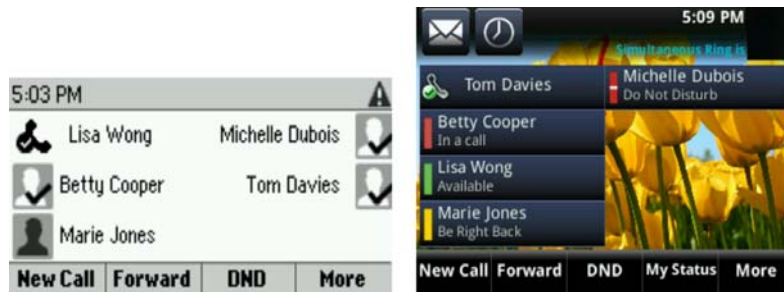 5:03 PM
Lisa Wong Michelle Dubois
Betty Cooper Tom Davies
Marie Jones
New Call Forward DND More
5:09 PM
Simultaneous Ring is
Tom Davies Michelle Dubois
Do Not Disturb
Betty Cooper
In a call
Lisa Wong
Available
Marie Jones
Be Right Back
New Call Forward DND My Status More